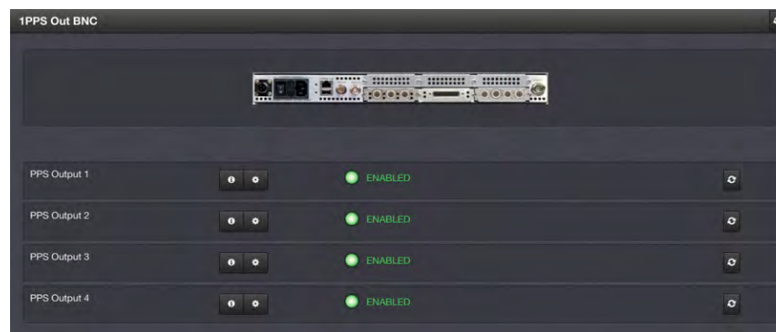 1PPS Out BNC
PPS Output 1 ENABLED
PPS Output 2 ENABLED
PPS Output 3 ENABLED
PPS Output 4 ENABLED